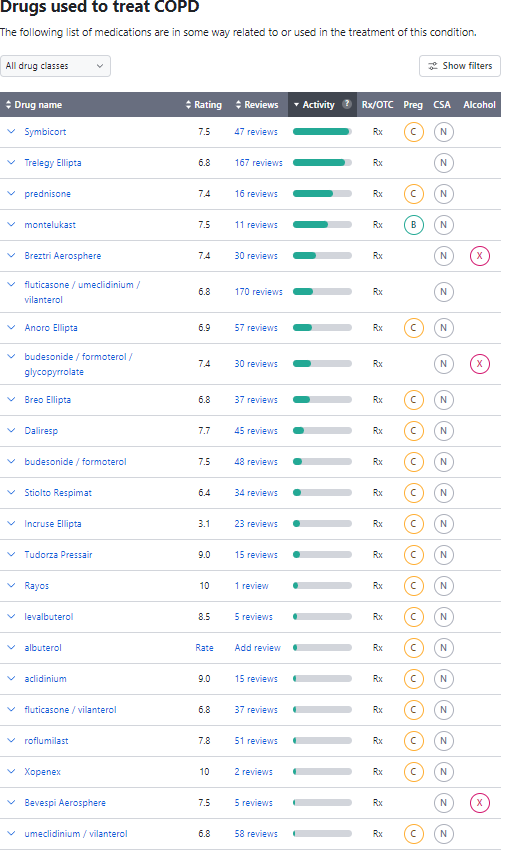 Drugs used to treat COPD
The following list of medications are in some way related to or used in the treatment of this condition.
All drug classes
Show filters
Drug name Rating Reviews Activity ? Rx/OTC Preg CSA Alcohol
Symbicort 7.5 47 reviews Rx C N
Trelegy Ellipta 6.8 167 reviews Rx N
prednisone 7.4 16 reviews Rx C N
montelukast 7.5 11 reviews Rx B N
Breztri Aerosphere 7.4 30 reviews Rx N X
fluticasone / umeclidinium /
vilanterol 6.8 170 reviews Rx N
Anoro Ellipta 6.9 57 reviews Rx C N
budesonide / formoterol /
glycopyrrolate 7.4 30 reviews Rx N X
Breo Ellipta 6.8 37 reviews Rx C N
Daliresp 7.7 45 reviews Rx C N
budesonide / formoterol 7.5 48 reviews Rx C N
Stiolto Respimat 6.4 34 reviews Rx C N
Incruse Ellipta 3.1 23 reviews Rx C N
Tudorza Pressair 9.0 15 reviews Rx C N
Rayos 10 1 review Rx C N
levalbuterol 8.5 5 reviews Rx C N
albuterol Rate Add review Rx C N
aclidinium 9.0 15 reviews Rx C N
fluticasone / vilanterol 6.8 37 reviews Rx C N
roflumilast 7.8 51 reviews Rx C N
Xopenex 10 2 reviews Rx C N
Bevespi Aerosphere 7.5 5 reviews Rx N X
umeclidinium / vilanterol 6.8 58 reviews Rx C N